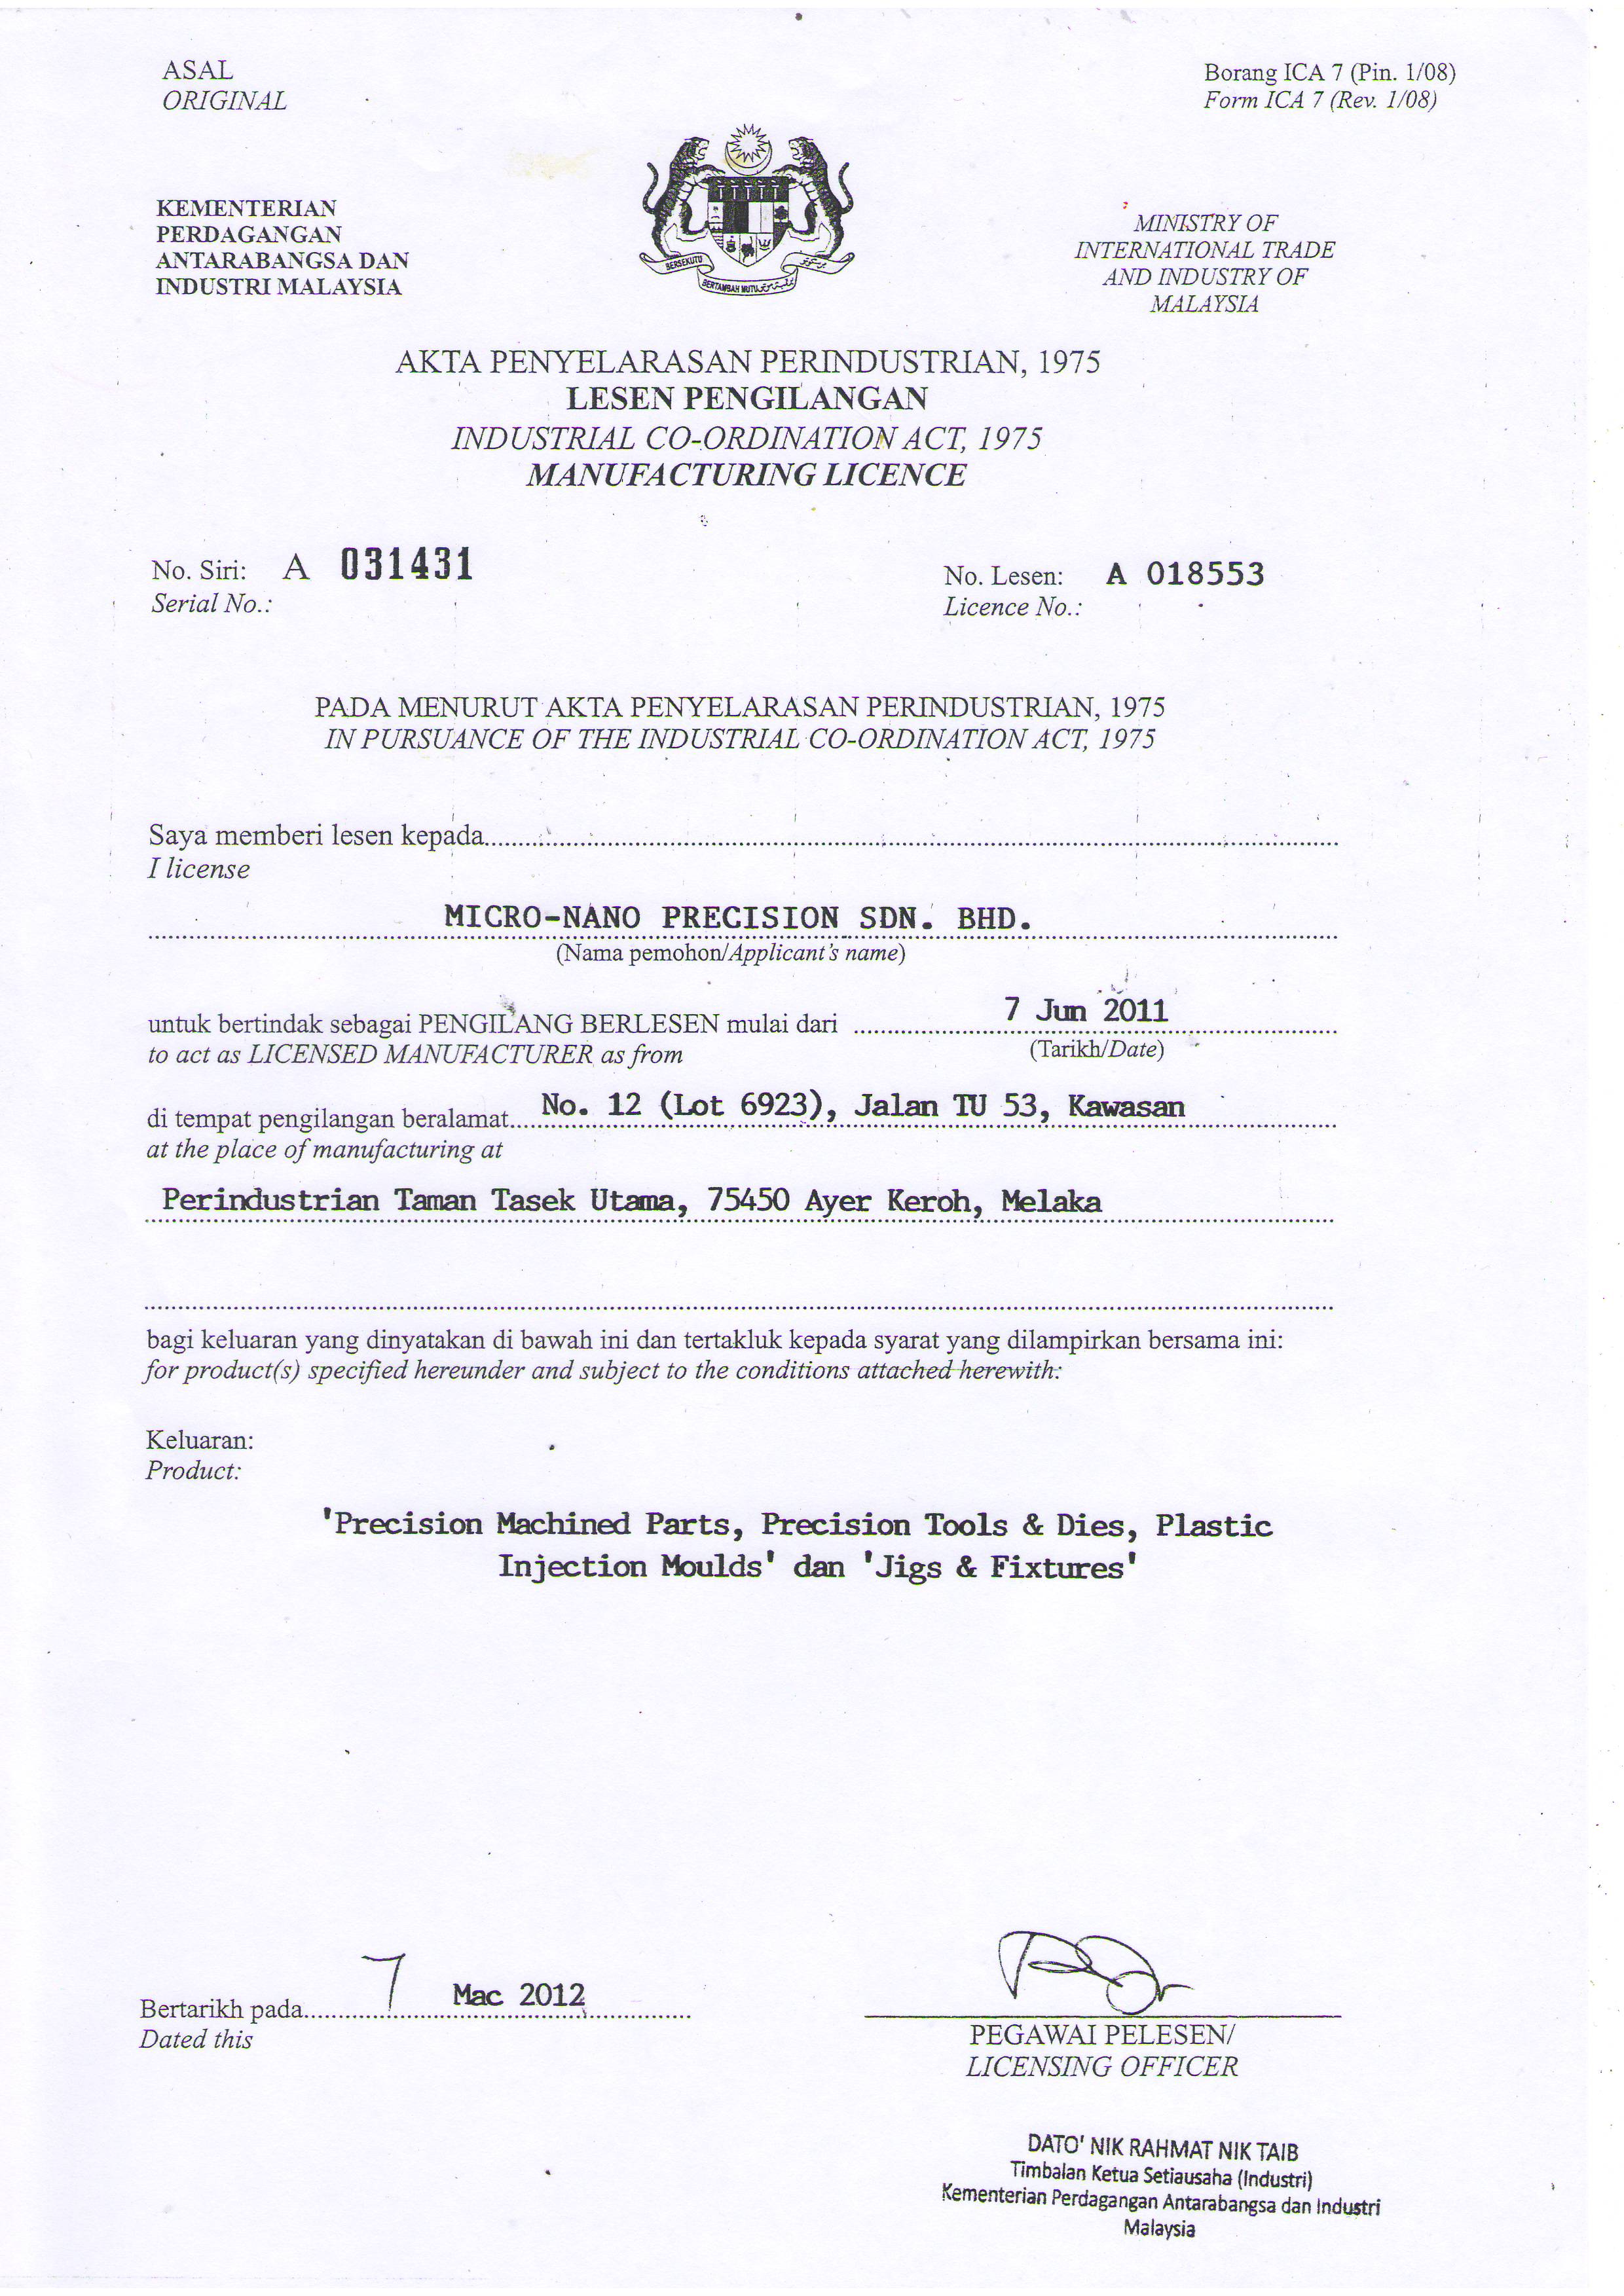 ASAL
ORIGINAL
Borang ICA 7 (Pin. 1/08)
Form ICA 7 (Rev. 1/08)
KEMENTERIAN
PERDAGANGAN
ANTARABANGSA DAN
INDUSTRI MALAYSIA
BERSEKUTU
BERTAMBAH MUTU
MINISTRY OF
INTERNATIONAL TRADE
AND INDUSTRY OF
MALAYSIA
AKTA PENYELARASAN PERINDUSTRIAN, 1975
LESEN PENGILANGAN
INDUSTRIAL CO-ORDINATION ACT, 1975
MANUFACTURING LICENCE
No. Siri: A 031431
Serial No.:
No. Lesen: A 018553
Licence No.:
PADA MENURUT AKTA PENYELARASAN PERINDUSTRIAN, 1975
IN PURSUANCE OF THE INDUSTRIAL CO-ORDINATION ACT, 1975
Saya memberi lesen kepada
I license
MICRO-NANO PRECISION SDN. BHD.
(Nama pemohon/Applicant's name)
untuk bertindak sebagai PENGILANG BERLESEN mulai dari 7 Jun 2011
to act as LICENSED MANUFACTURER as from (Tarikh/Date)
di tempat pengilangan beralamat No. 12 (Lot 6923), Jalan TU 53, Kawasan
at the place of manufacturing at
Perindustrian Taman Tasek Utama, 75450 Ayer Keroh, Melaka
bagi keluaran yang dinyatakan di bawah ini dan tertakluk kepada syarat yang dilampirkan bersama ini:
for product(s) specified hereunder and subject to the conditions attached herewith:
Keluaran:
Product:
'Precision Machined Parts, Precision Tools & Dies, Plastic
Injection Moulds' dan 'Jigs & Fixtures'
Bertarikh pada 7 Mac 2012
Dated this
PEGAWAI PELESEN/
LICENSING OFFICER
DATO' NIK RAHMAT NIK TAIB
Timbalan Ketua Setiausaha (Industri)
Kementerian Perdagangan Antarabangsa dan Industri
Malaysia